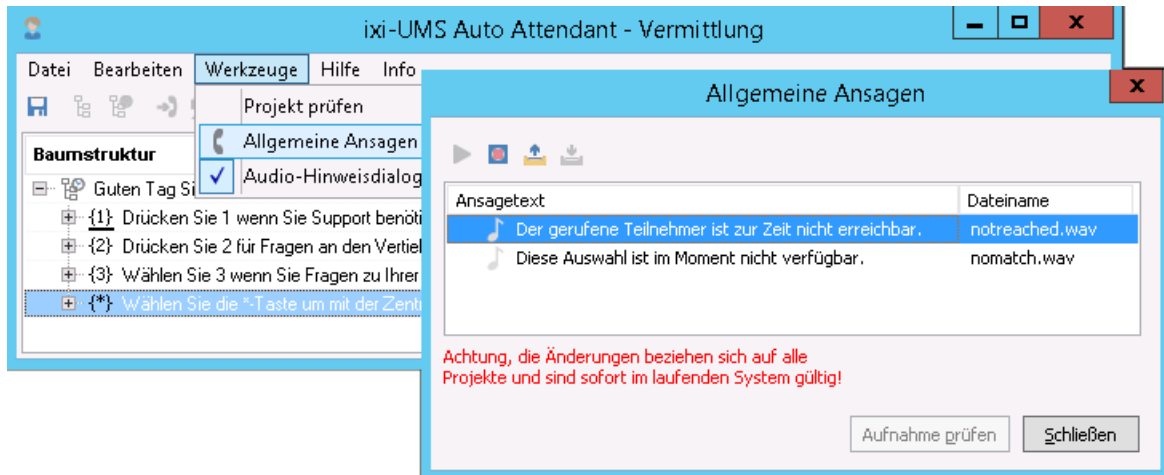 ixi-UMS Auto Attendant - Vermittlung
Datei Bearbeiten Werkzeuge Hilfe Info
Projekt prüfen
Allgemeine Ansagen
Audio-Hinweisdialog
Baumstruktur
Guten Tag Si
{1} Drücken Sie 1 wenn Sie Support benöti
{2} Drücken Sie 2 für Fragen an den Vertiel
{3} Wählen Sie 3 wenn Sie Fragen zu Ihrer
{*} Wählen Sie die *-Taste um mit der Zentr
Allgemeine Ansagen
Ansagetext Dateiname
Der gerufene Teilnehmer ist zur Zeit nicht erreichbar. notreached.wav
Diese Auswahl ist im Moment nicht verfügbar. nomatch.wav
Achtung, die Änderungen beziehen sich auf alle
Projekte und sind sofort im laufenden System gültig!
Aufnahme prüfen Schließen